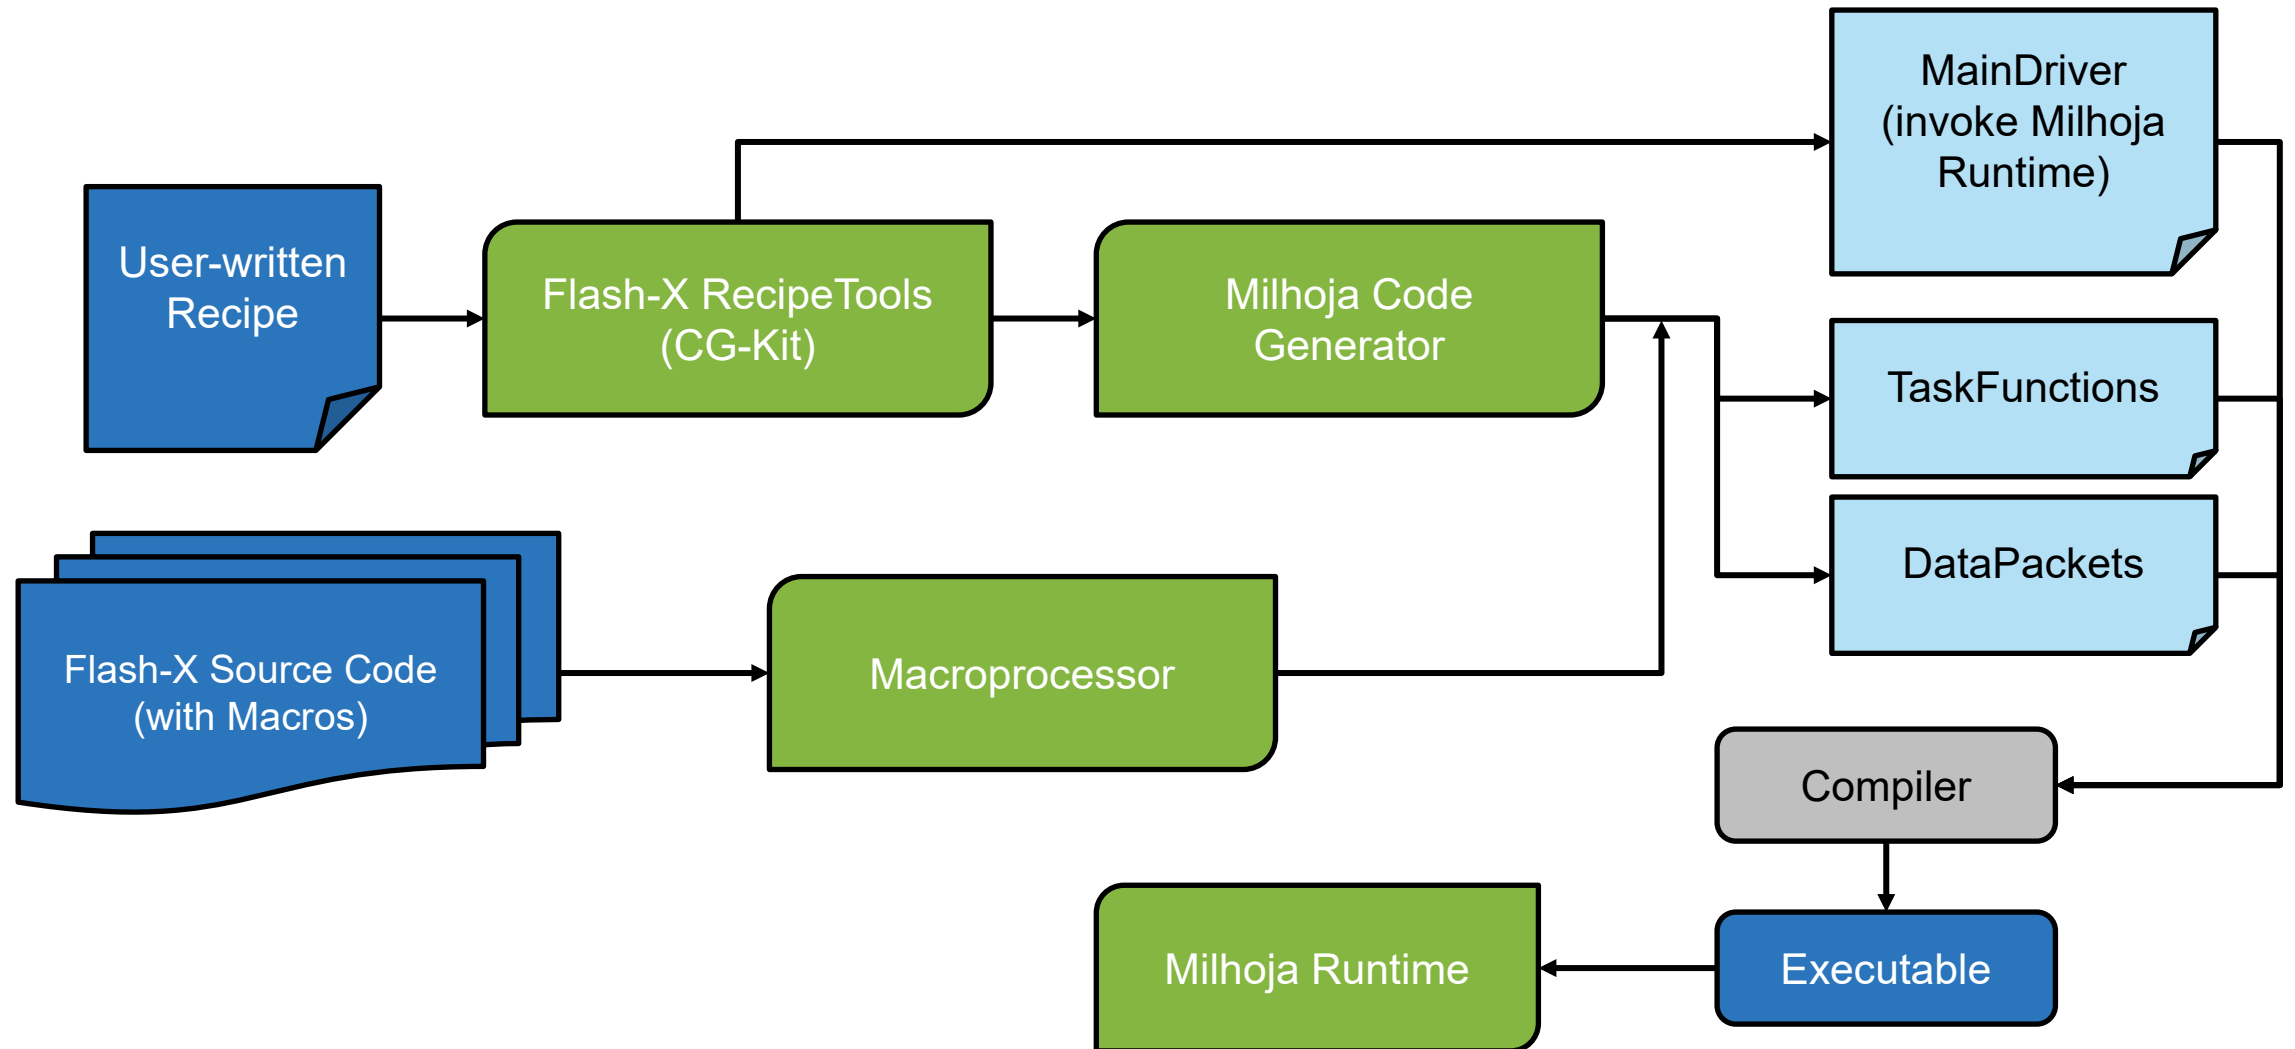 MainDriver
(invoke Milhoja
Runtime)
User-written
Recipe
Flash-X RecipeTools
(CG-Kit)
Milhoja Code
Generator
TaskFunctions
DataPackets
Flash-X Source Code
(with Macros)
Macroprocessor
Compiler
Milhoja Runtime
Executable